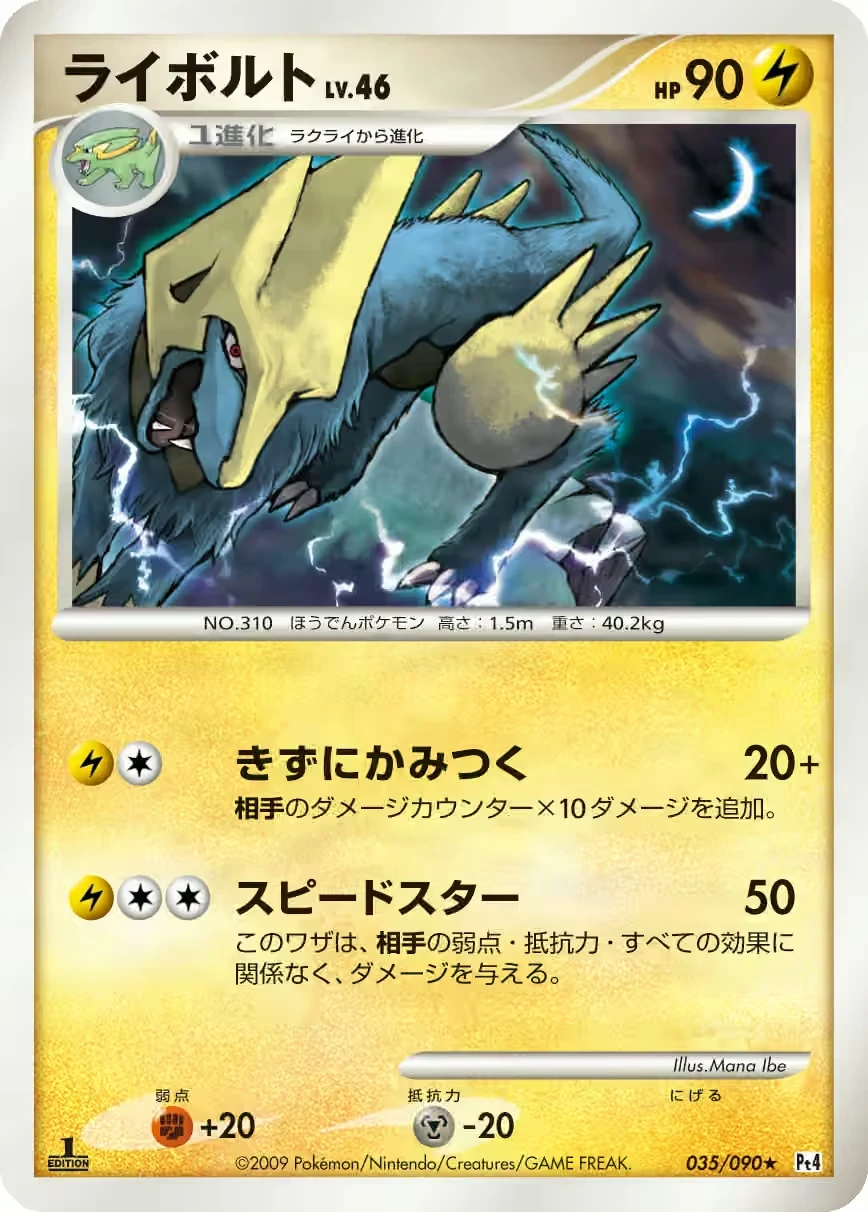 ライボルト LV.46 HP 90
1進化 ラクライから進化
NO.310 ほうでんポケモン 高さ：1.5m 重さ：40.2kg
きずにかみつく 20+
相手のダメージカウンター×10ダメージを追加。
スピードスター 50
このワザは、相手の弱点・抵抗力・すべての効果に
関係なく、ダメージを与える。
Illus.Mana Ibe
弱点 抵抗力 にげる
+20 -20
1 EDITION ©2009 Pokémon/Nintendo/Creatures/GAME FREAK. 035/090★ Pt4